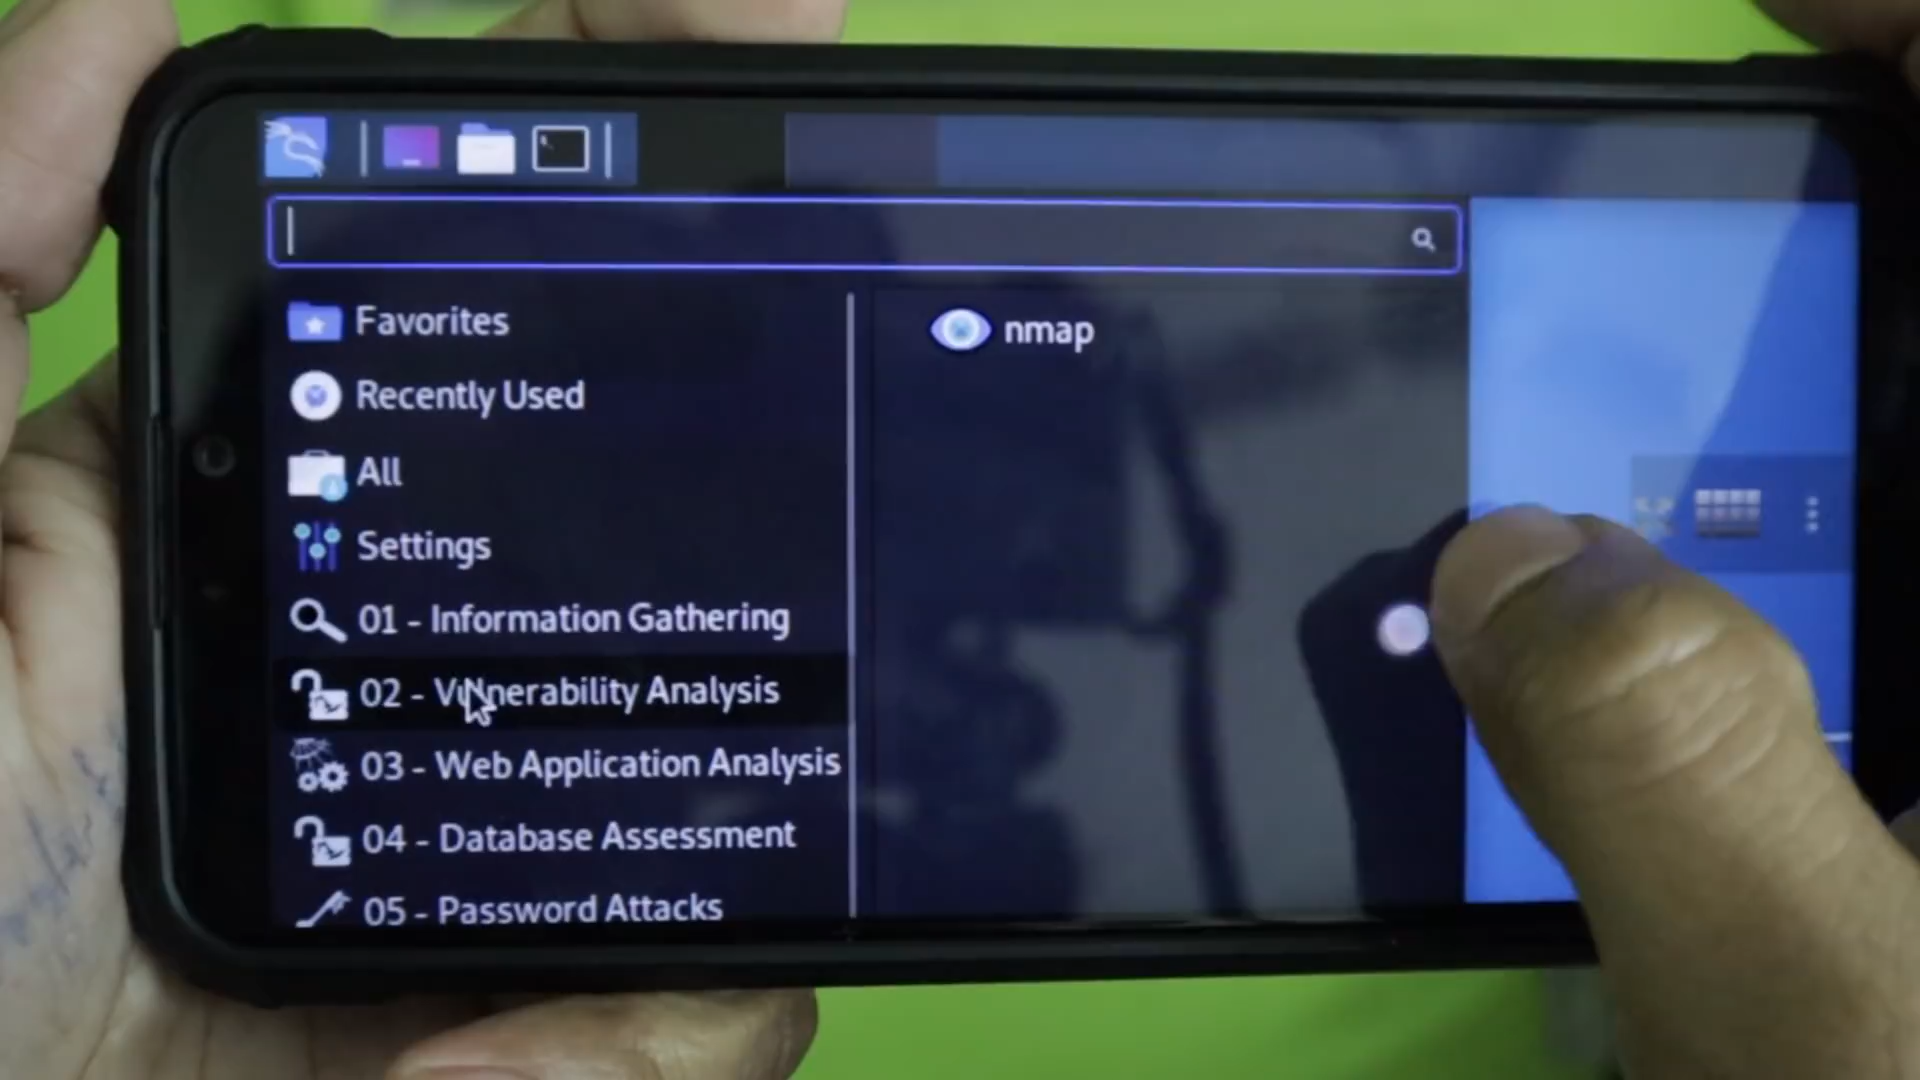 Favorites
nmap
Recently Used
All
Settings
01 - Information Gathering
02 - Vulnerability Analysis
03 - Web Application Analysis
04 - Database Assessment
05 - Password Attacks